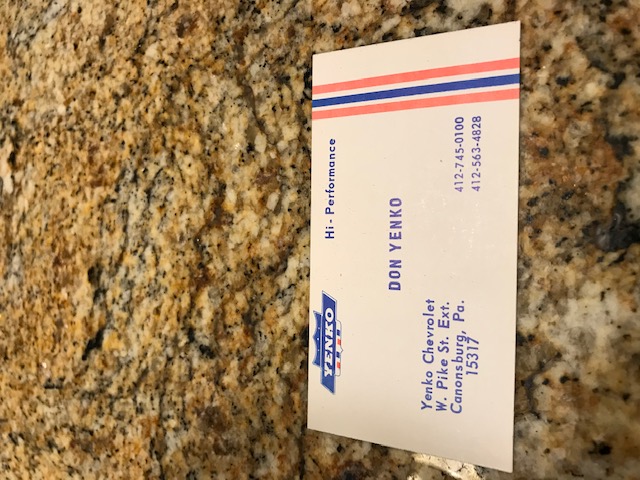 YENKO
Hi - Performance
DON YENKO
Yenko Chevrolet
W. Pike St. Ext.
Canonsburg, Pa.
15317
412-745-0100
412-563-4828